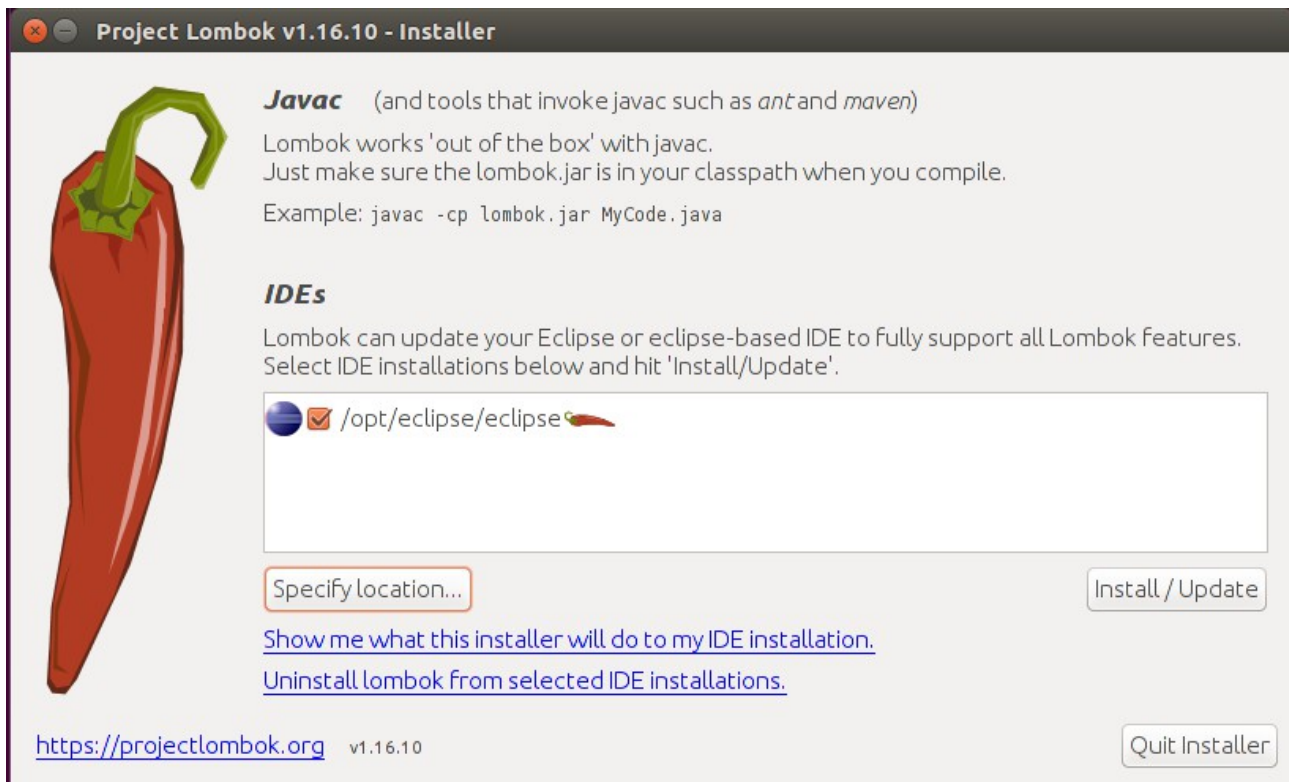 Project Lombok v1.16.10 - Installer
Javac (and tools that invoke javac such as ant and maven)
Lombok works 'out of the box' with javac.
Just make sure the lombok.jar is in your classpath when you compile.
Example: javac -cp lombok.jar MyCode.java
IDEs
Lombok can update your Eclipse or eclipse-based IDE to fully support all Lombok features.
Select IDE installations below and hit 'Install/Update'.
/opt/eclipse/eclipse
Specify location...
Install / Update
Show me what this installer will do to my IDE installation.
Uninstall lombok from selected IDE installations.
https://projectlombok.org v1.16.10
Quit Installer